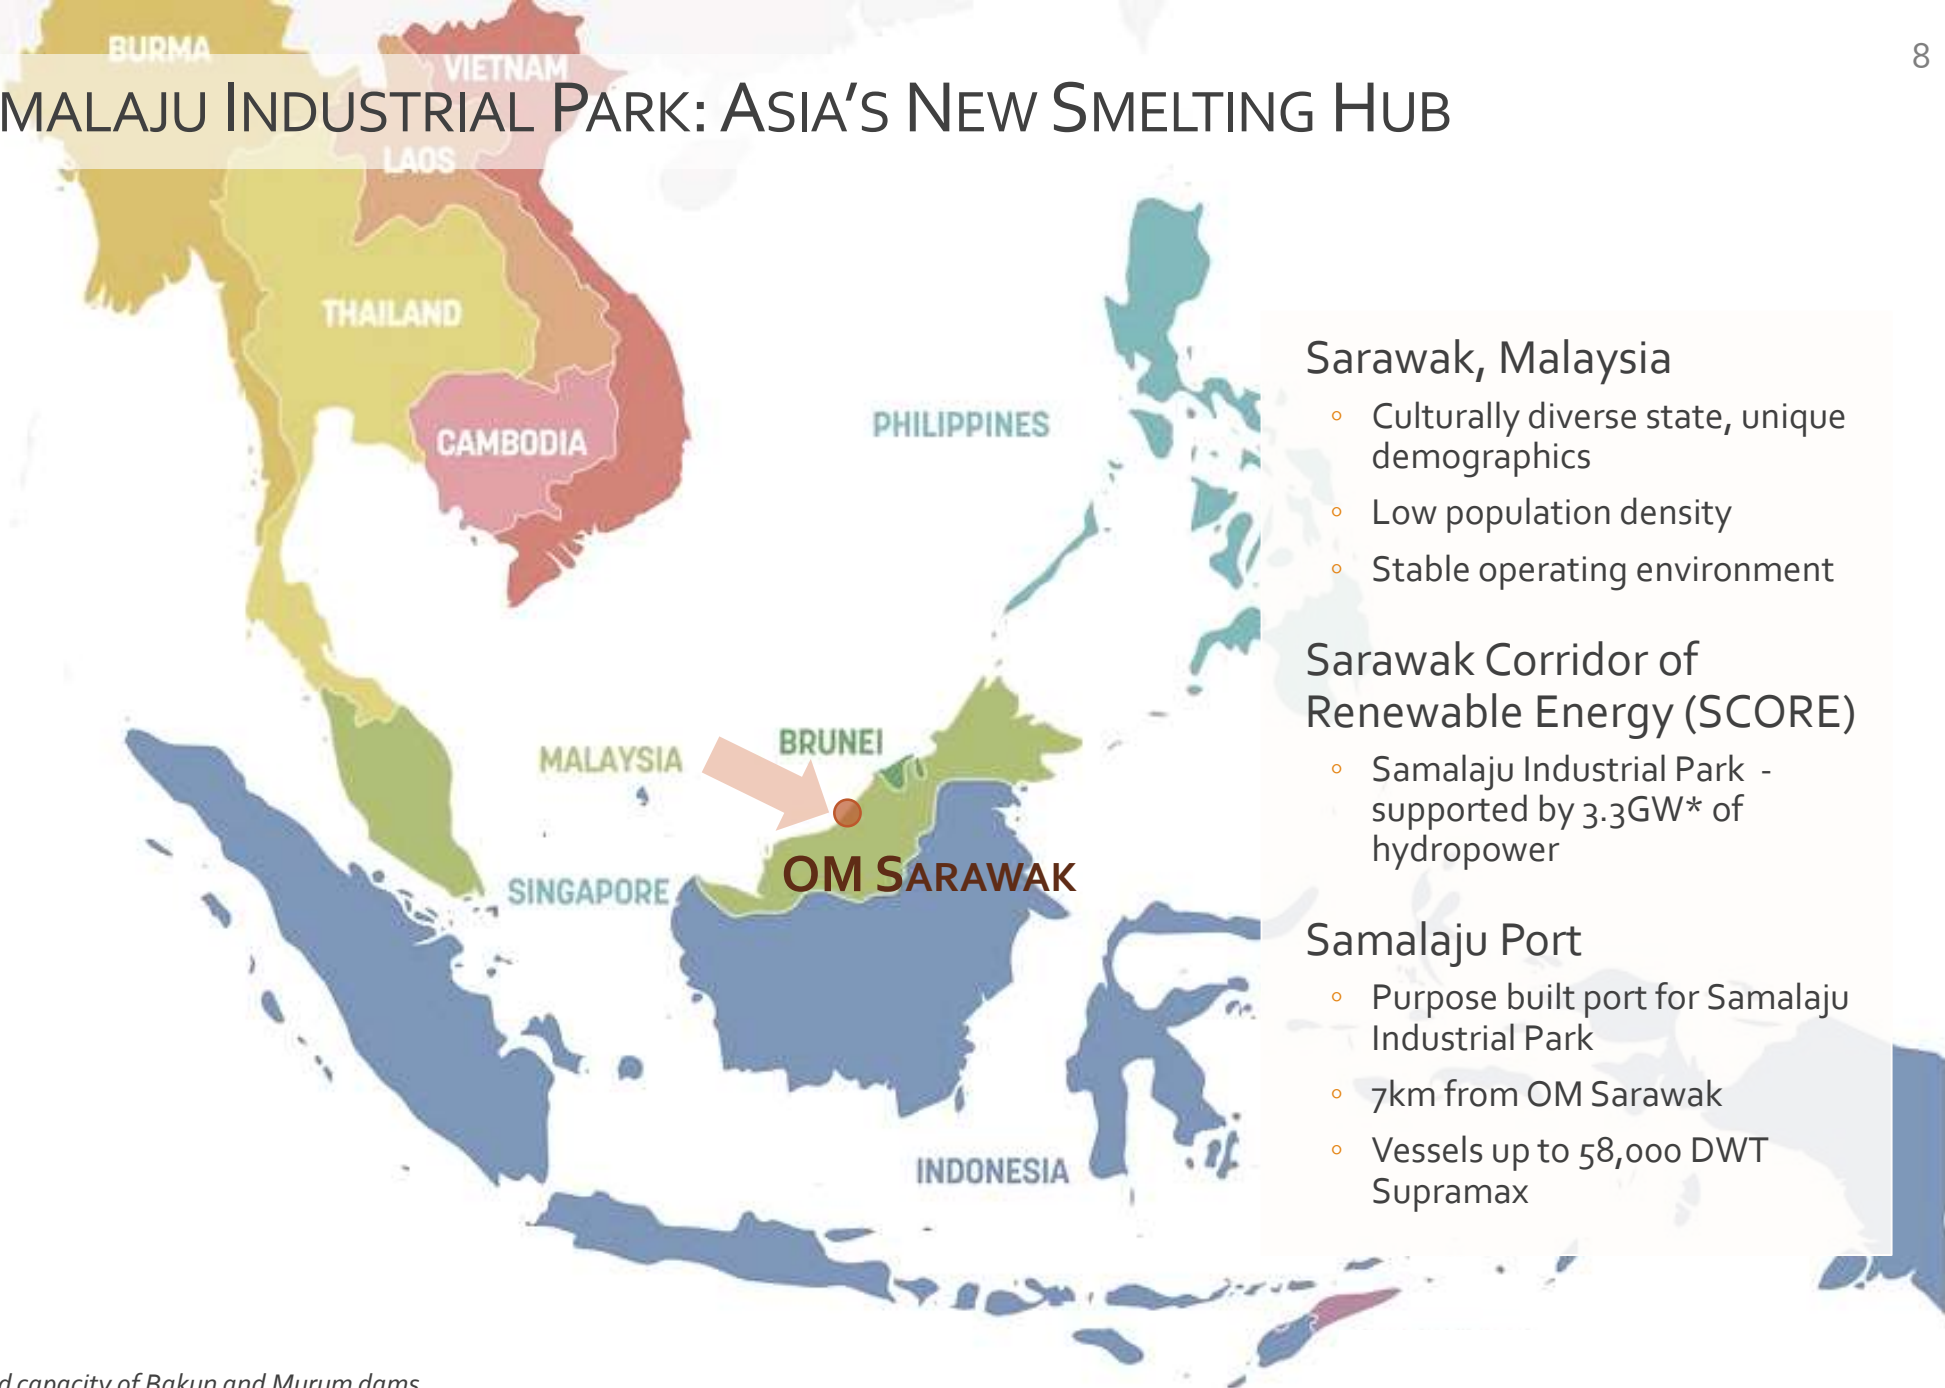 8
MALAJU INDUSTRIAL PARK: ASIA'S NEW SMELTING HUB
BURMA
VIETNAM
LAOS
THAILAND
CAMBODIA
PHILIPPINES
MALAYSIA
BRUNEI
SINGAPORE
OM SARAWAK
INDONESIA
Sarawak, Malaysia
◦ Culturally diverse state, unique
demographics
◦ Low population density
◦ Stable operating environment
Sarawak Corridor of
Renewable Energy (SCORE)
◦ Samalaju Industrial Park -
supported by 3.3GW* of
hydropower
Samalaju Port
◦ Purpose built port for Samalaju
Industrial Park
◦ 7km from OM Sarawak
◦ Vessels up to 58,000 DWT
Supramax
d capacity of Bakun and Murum dams